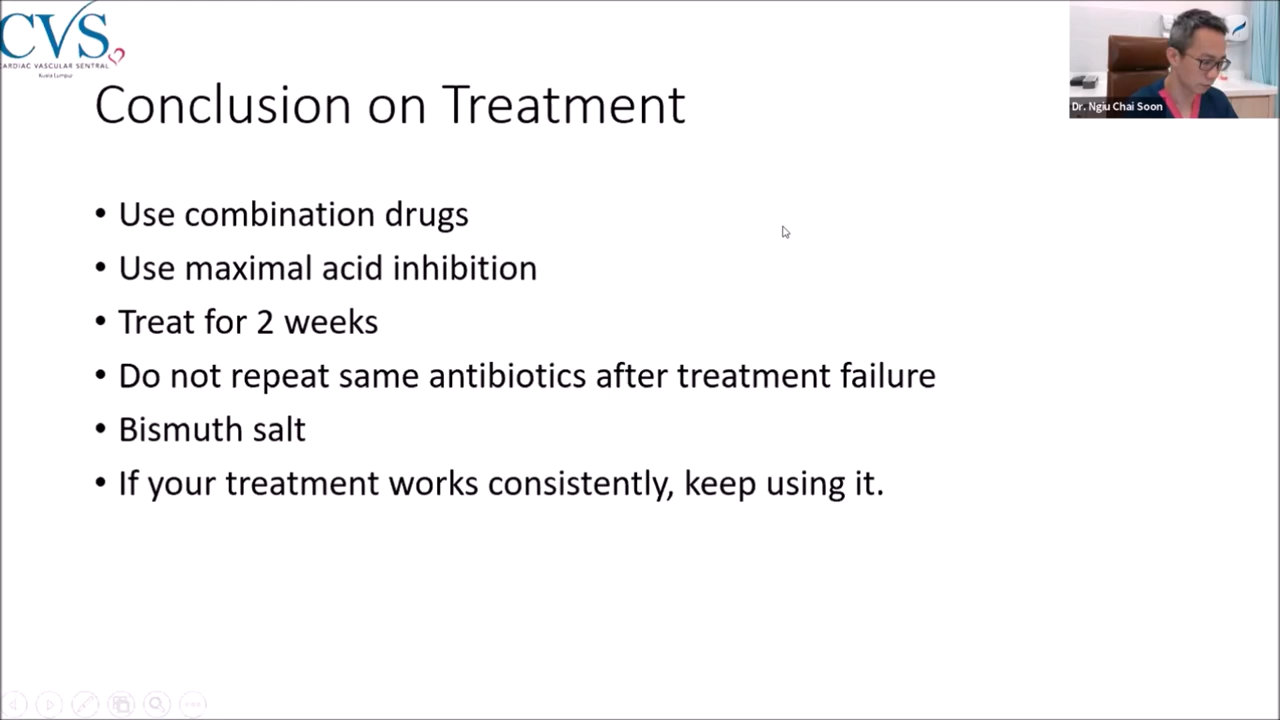 CVS
CARDIAC VASCULAR SENTRAL
Kuala Lumpur
Dr. Ngiu Chai Soon
Conclusion on Treatment
• Use combination drugs
• Use maximal acid inhibition
• Treat for 2 weeks
• Do not repeat same antibiotics after treatment failure
• Bismuth salt
• If your treatment works consistently, keep using it.